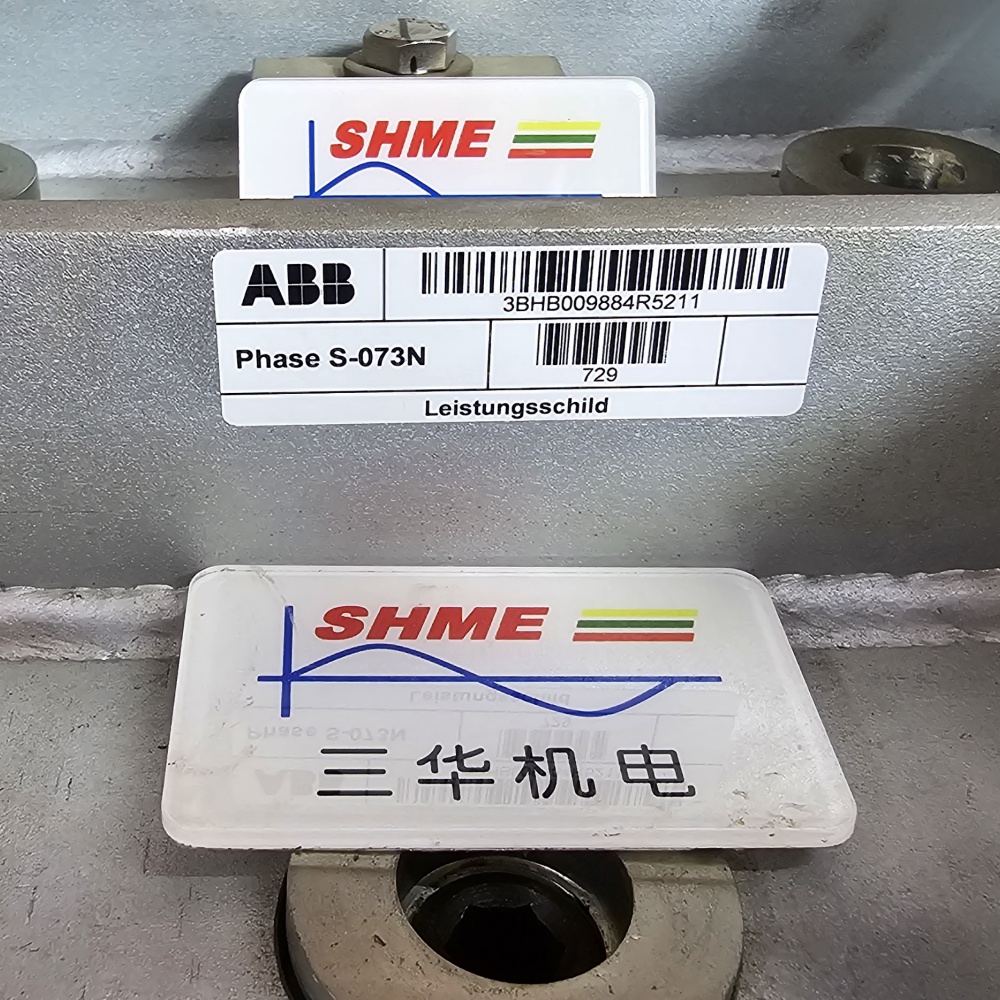 SHME
ABB
3BHB009884R5211
Phase S-073N
729
Leistungsschild
SHME
三华机电